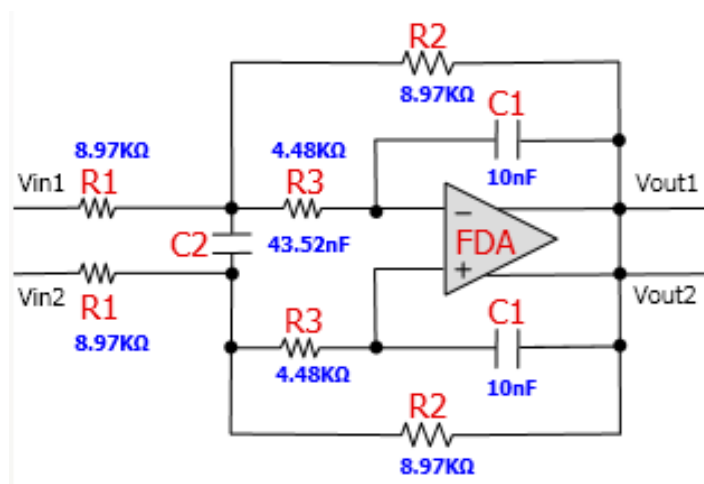 R2
8.97KΩ
C1
10nF
8.97KΩ
4.48KΩ
Vin1
R1
R3
Vout1
C2
43.52nF
−
FDA
+
Vin2
R1
8.97KΩ
R3
4.48KΩ
C1
10nF
Vout2
R2
8.97KΩ